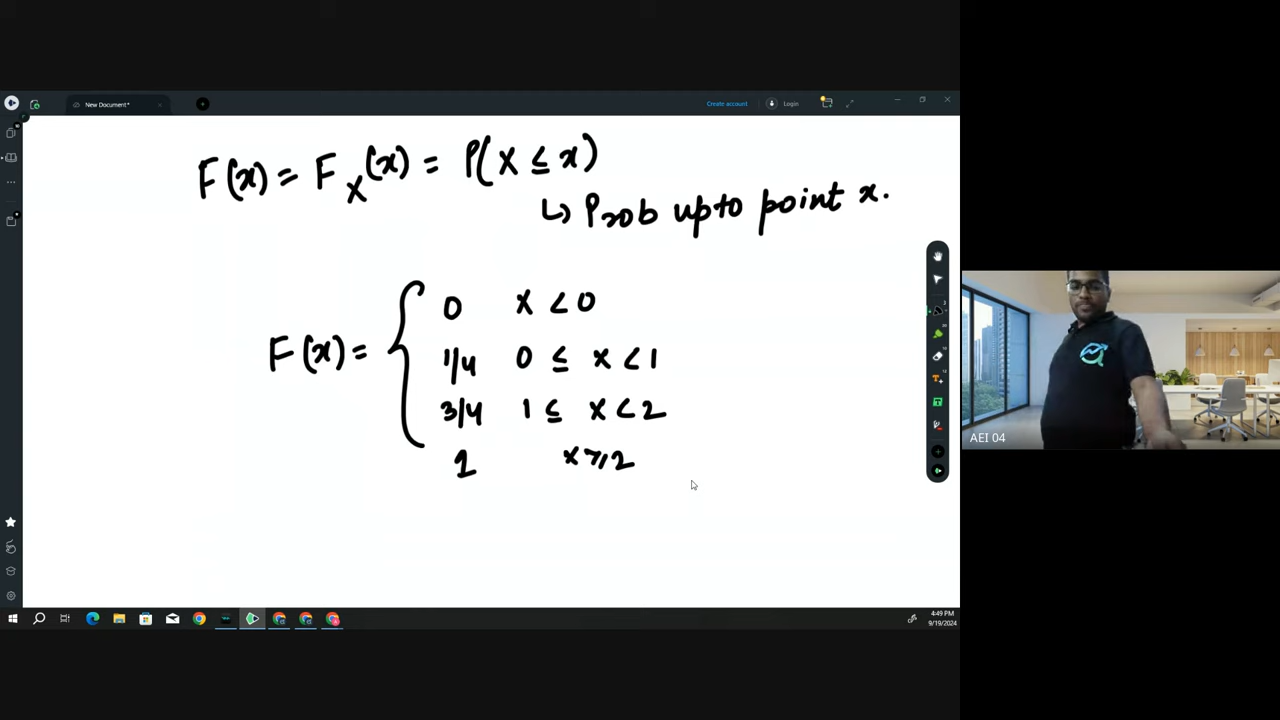 New Document*
Create account
Login
F(x) = F_X(x) = P(X ≤ x)
↳ Prob upto point x.
F(x) =
0 x < 0
1/4 0 ≤ x < 1
3/4 1 ≤ x < 2
1 x ≥ 2
AEI 04
4:49 PM
9/19/2024